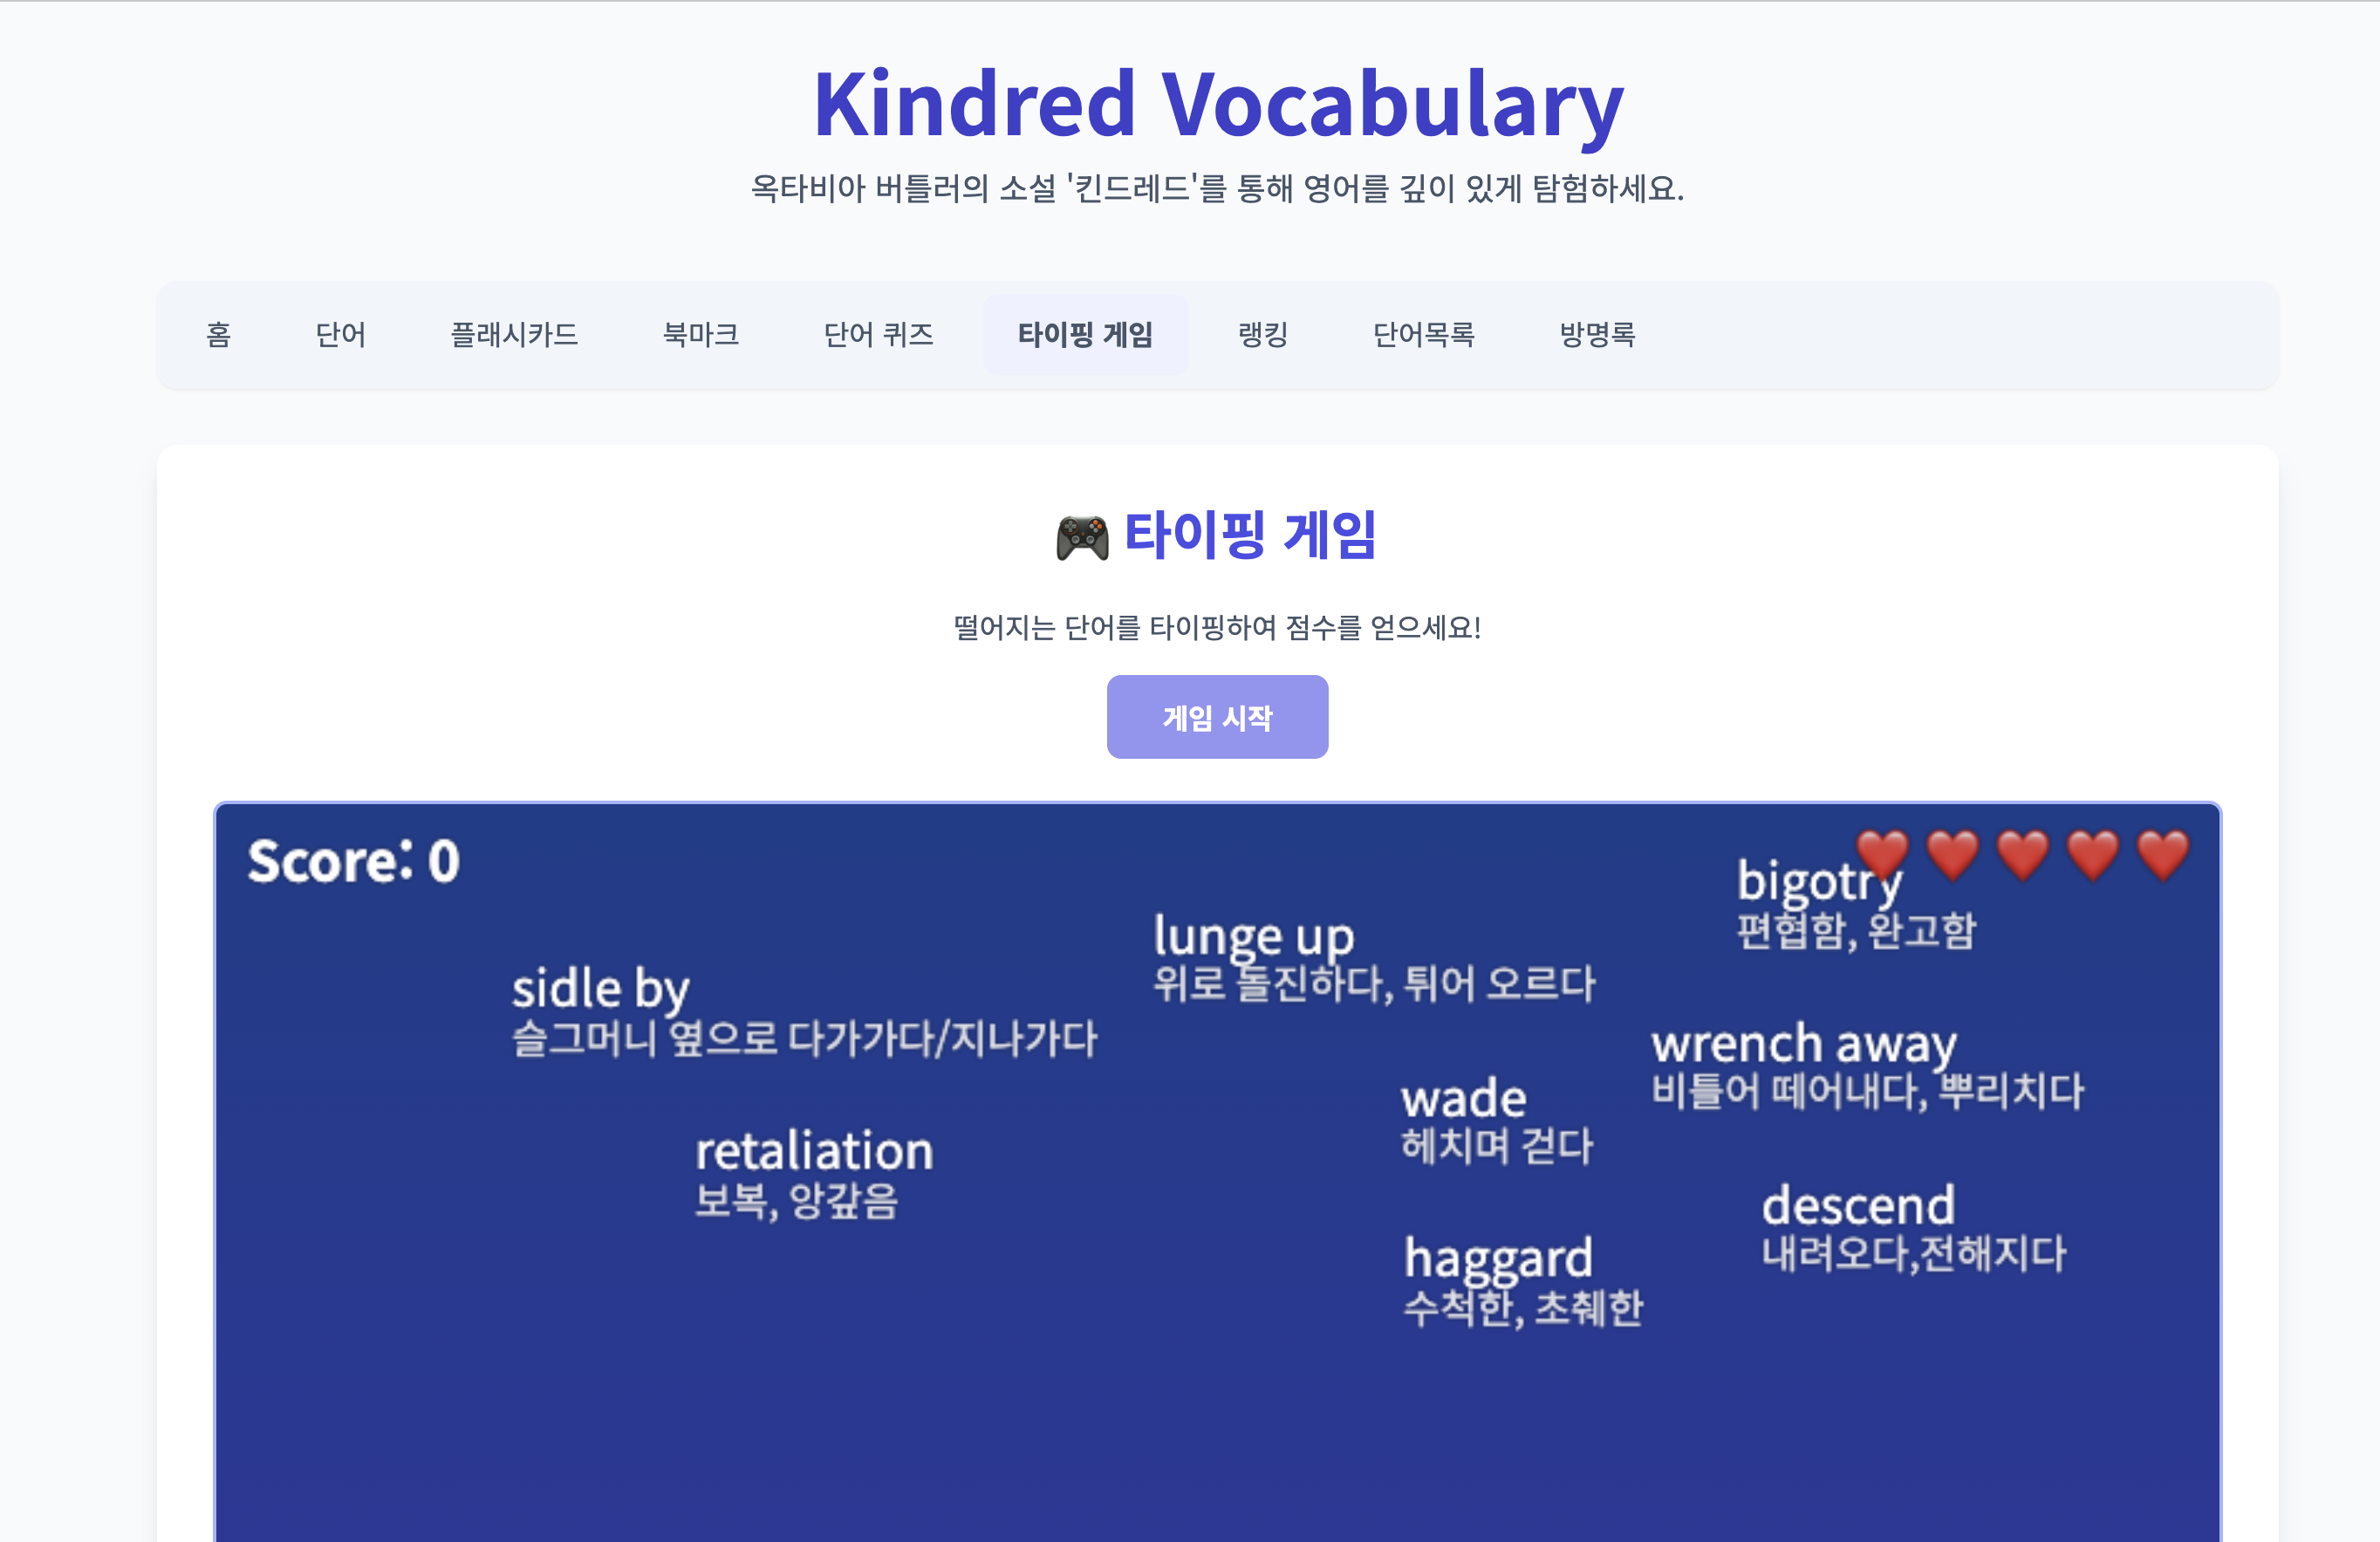 Kindred Vocabulary
옥타비아 버틀러의 소설 '킨드레드'를 통해 영어를 깊이 있게 탐험하세요.
홈 단어 플래시카드 북마크 단어 퀴즈 타이핑 게임 랭킹 단어목록 방명록
타이핑 게임
떨어지는 단어를 타이핑하여 점수를 얻으세요!
게임 시작
Score: 0
bigotry
편협함, 완고함
lunge up
위로 돌진하다, 튀어 오르다
sidle by
슬그머니 옆으로 다가가다/지나가다
wrench away
비틀어 떼어내다, 뿌리치다
wade
헤치며 걷다
retaliation
보복, 앙갚음
descend
내려오다,전해지다
haggard
수척한, 초췌한